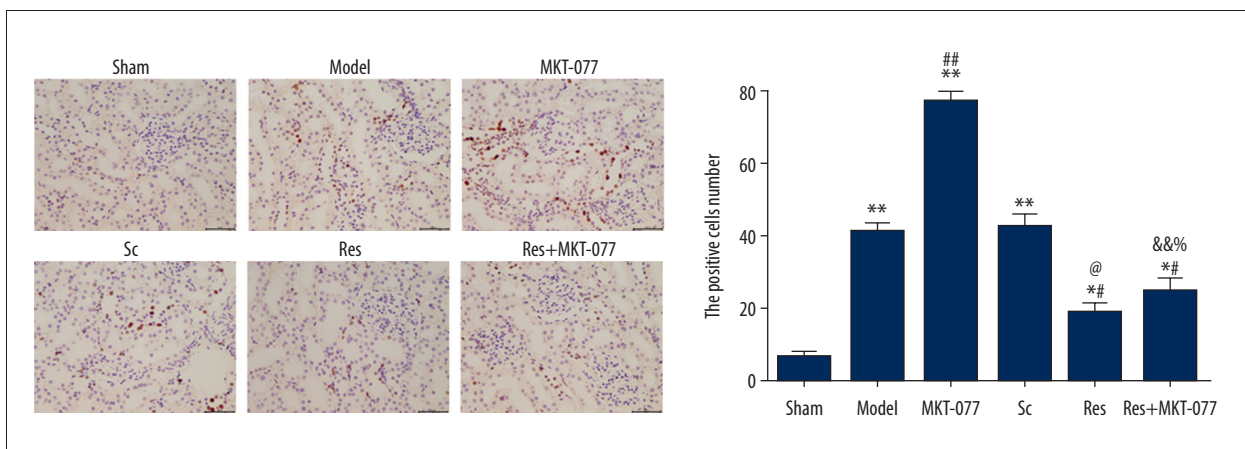 Sham
Model
MKT-077
Sc
Res
Res+MKT-077
The positive cells number
80
60
40
20
0
**
##
**
**
@
*#
&&%
*#
Sham
Model
MKT-077
Sc
Res
Res+MKT-077